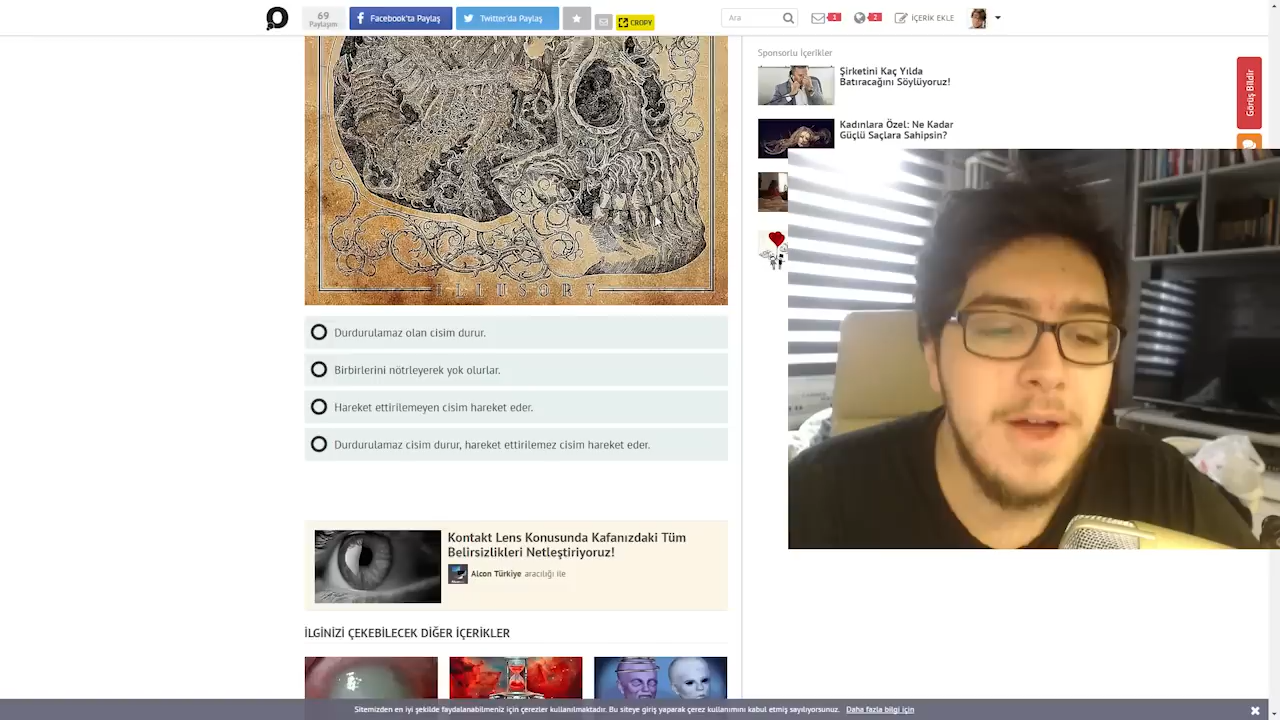 69
Paylaşım
Facebook'ta Paylaş
Twitter'da Paylaş
CROPY
Ara
1
2
İÇERİK EKLE
Sponsorlu İçerikler
Şirketini Kaç Yılda
Batıracağını Söylüyoruz!
Kadınlara Özel: Ne Kadar
Güçlü Saçlara Sahipsin?
Görüş Bildir
ILLUSORY
Durdurulamaz olan cisim durur.
Birbirlerini nötrleyerek yok olurlar.
Hareket ettirilemeyen cisim hareket eder.
Durdurulamaz cisim durur, hareket ettirilemez cisim hareket eder.
Kontakt Lens Konusunda Kafanızdaki Tüm
Belirsizlikleri Netleştiriyoruz!
Alcon Türkiye aracılığı ile
İLGİNİZİ ÇEKEBİLECEK DİĞER İÇERİKLER
Sitemizden en iyi şekilde faydalanabilmeniz için çerezler kullanılmaktadır. Bu siteye giriş yaparak çerez kullanımını kabul etmiş sayılıyorsunuz. Daha fazla bilgi için